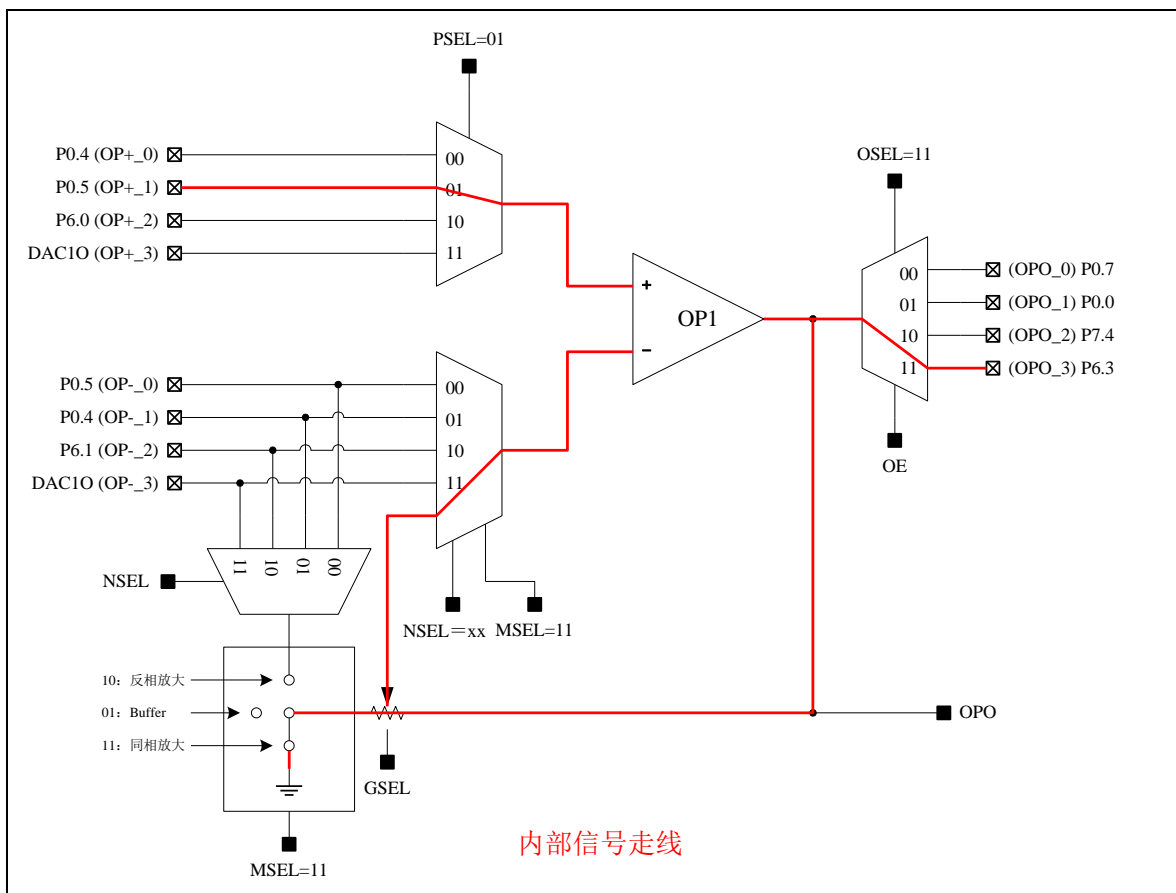 PSEL=01
P0.4 (OP+_0)
P0.5 (OP+_1)
P6.0 (OP+_2)
DAC1O (OP+_3)
00
01
10
11
OSEL=11
00
01
10
11
(OPO_0) P0.7
(OPO_1) P0.0
(OPO_2) P7.4
(OPO_3) P6.3
OE
+
OP1
−
P0.5 (OP-_0)
P0.4 (OP-_1)
P6.1 (OP-_2)
DAC1O (OP-_3)
00
01
10
11
11
10
01
00
NSEL
NSEL=xx
MSEL=11
10：反相放大
01：Buffer
11：同相放大
GSEL
OPO
MSEL=11
内部信号走线